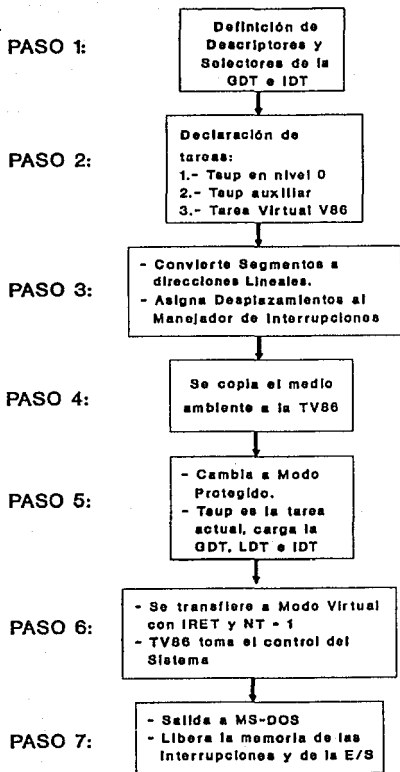 PASO 1:
Definición de
Descriptores y
Selectores de la
GDT e IDT
PASO 2:
Declaración de
tareas:
1.- Tsup en nivel 0
2.- Tsup auxiliar
3.- Tarea Virtual V86
PASO 3:
- Convierte Segmentos a
direcciones Lineales.
- Asigna Desplazamientos al
Manejador de Interrupciones
PASO 4:
Se copia el medio
ambiente a la TV86
PASO 5:
- Cambia a Modo
Protegido.
- Tsup es la tarea
actual, carga la
GDT, LDT e IDT
PASO 6:
- Se transfiere a Modo Virtual
con IRET y NT - 1
- TV86 toma el control del
Sistema
PASO 7:
- Salida a MS-DOS
- Libera la memoria de las
Interrupciones y de la E/S